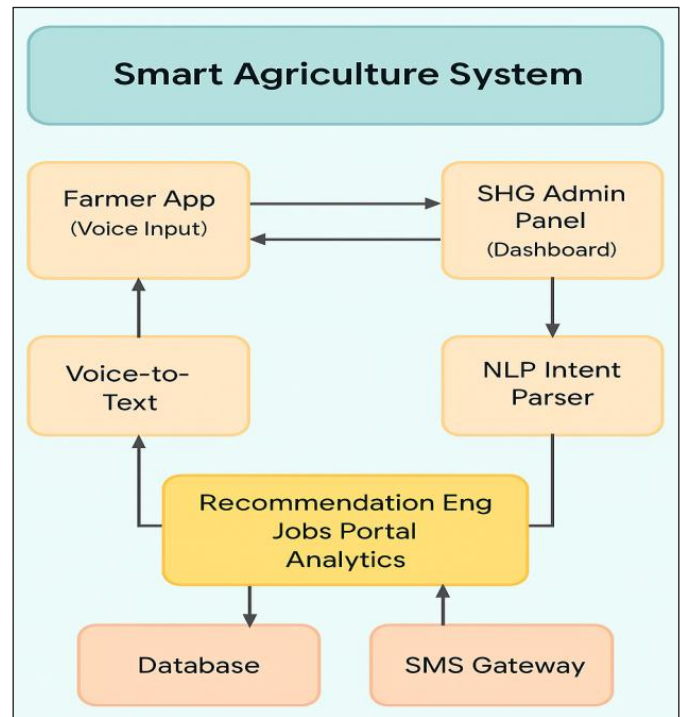 Smart Agriculture System
Farmer App
(Voice Input)
SHG Admin
Panel
(Dashboard)
Voice-to-
Text
NLP Intent
Parser
Recommendation Eng
Jobs Portal
Analytics
Database
SMS Gateway